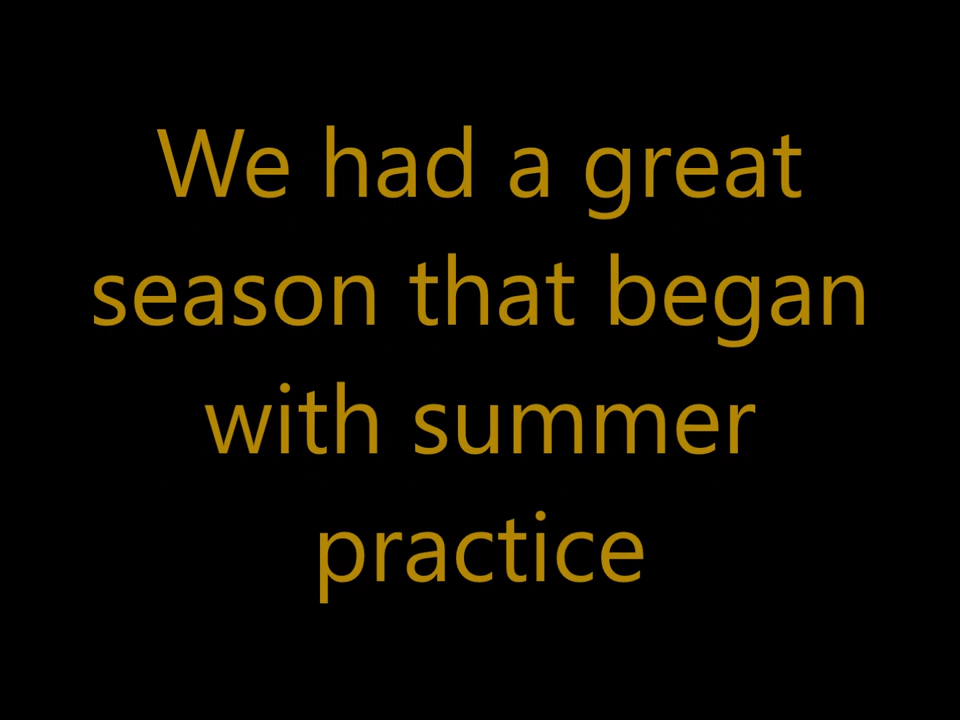 We had a great
season that began
with summer
practice